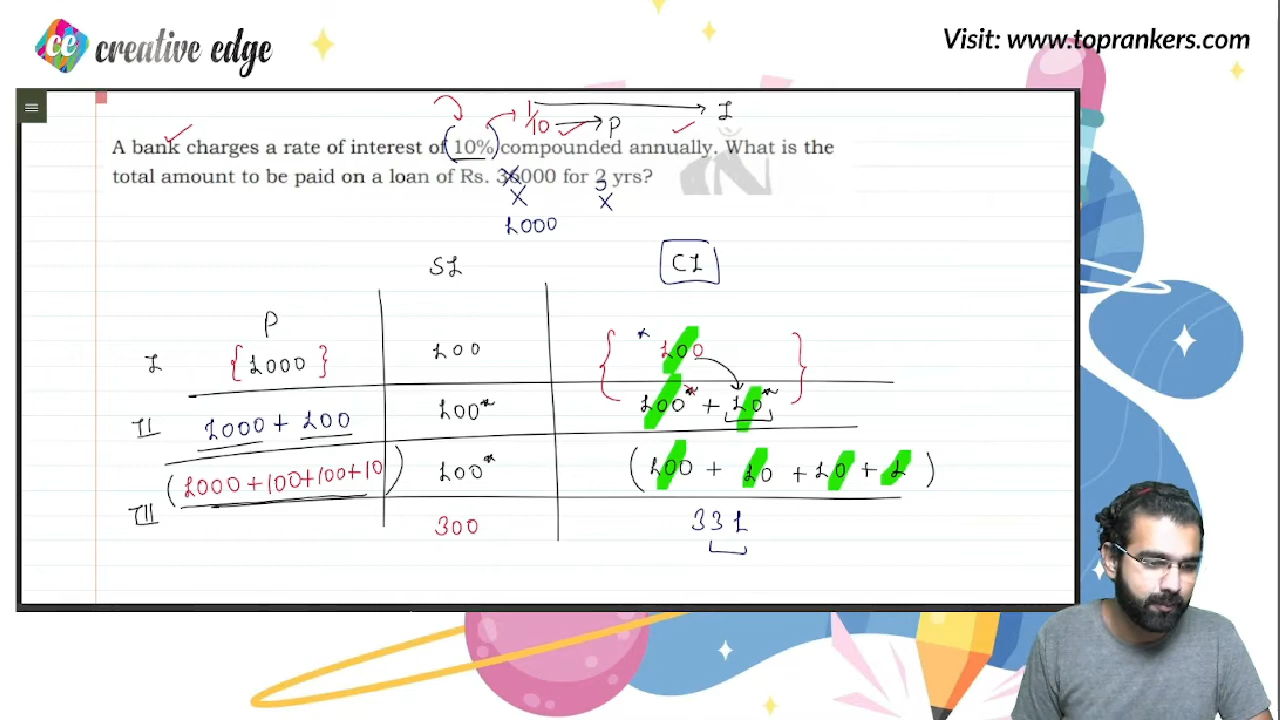 ce creative edge
Visit: www.toprankers.com
1/10 → P → I
A bank charges a rate of interest of (10%) compounded annually. What is the
total amount to be paid on a loan of Rs. 36000 for 2 yrs?
3
1000
SI
CI
P
I {1000} 100 {* 100}
II 1000 + 100 100* 100* + 10*
III (1000+100+100+10) 100* (100 + 10 + 10 + 1)
300 331